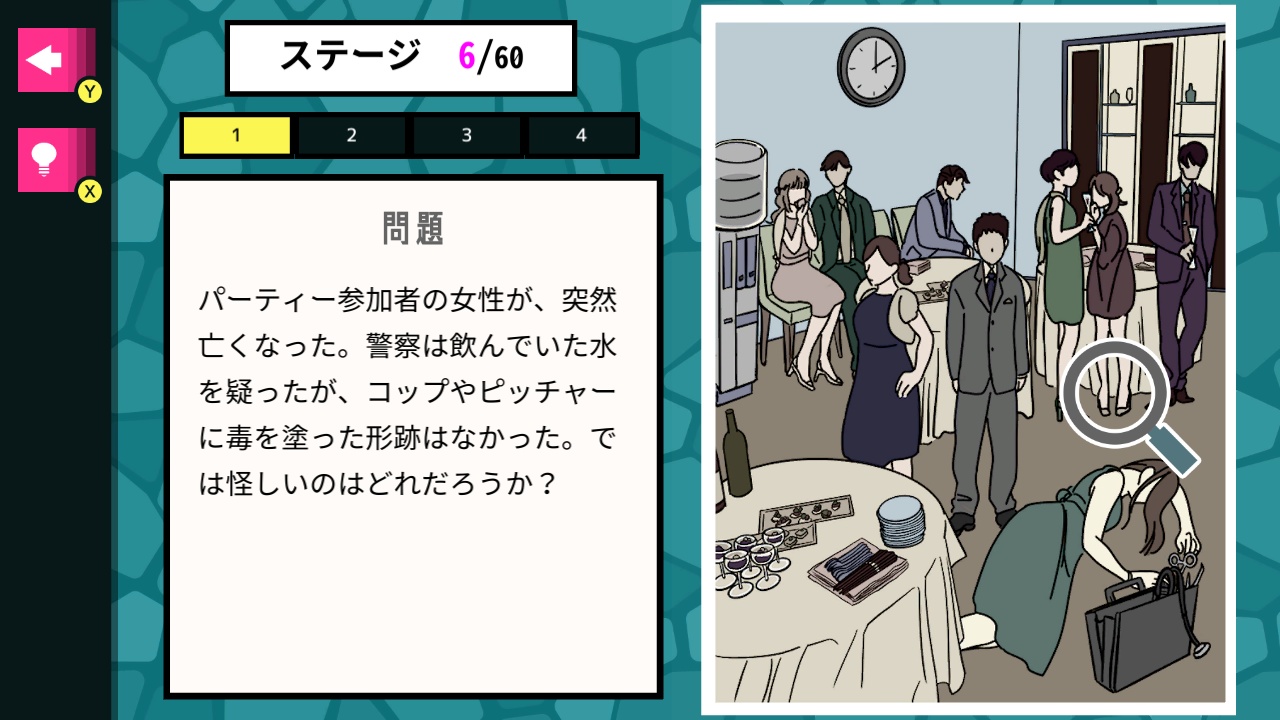 ステージ 6/60
Y
1 2 3 4
X
問題
パーティー参加者の女性が、突然
亡くなった。警察は飲んでいた水
を疑ったが、コップやピッチャー
に毒を塗った形跡はなかった。で
は怪しいのはどれだろうか？